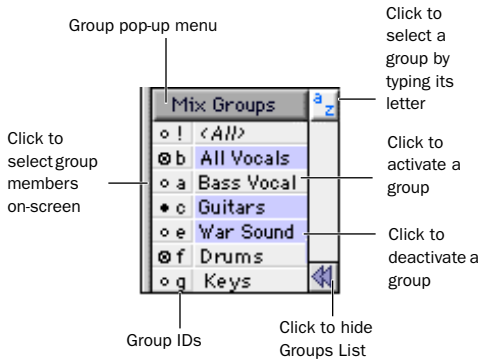 Group pop-up menu
Click to
select a
group by
typing its
letter
Mix Groups
a z
! <All>
b All Vocals
a Bass Vocal
c Guitars
e War Sound
f Drums
g Keys
Click to
select group
members
on-screen
Click to
activate a
group
Click to
deactivate a
group
Group IDs
Click to hide
Groups List